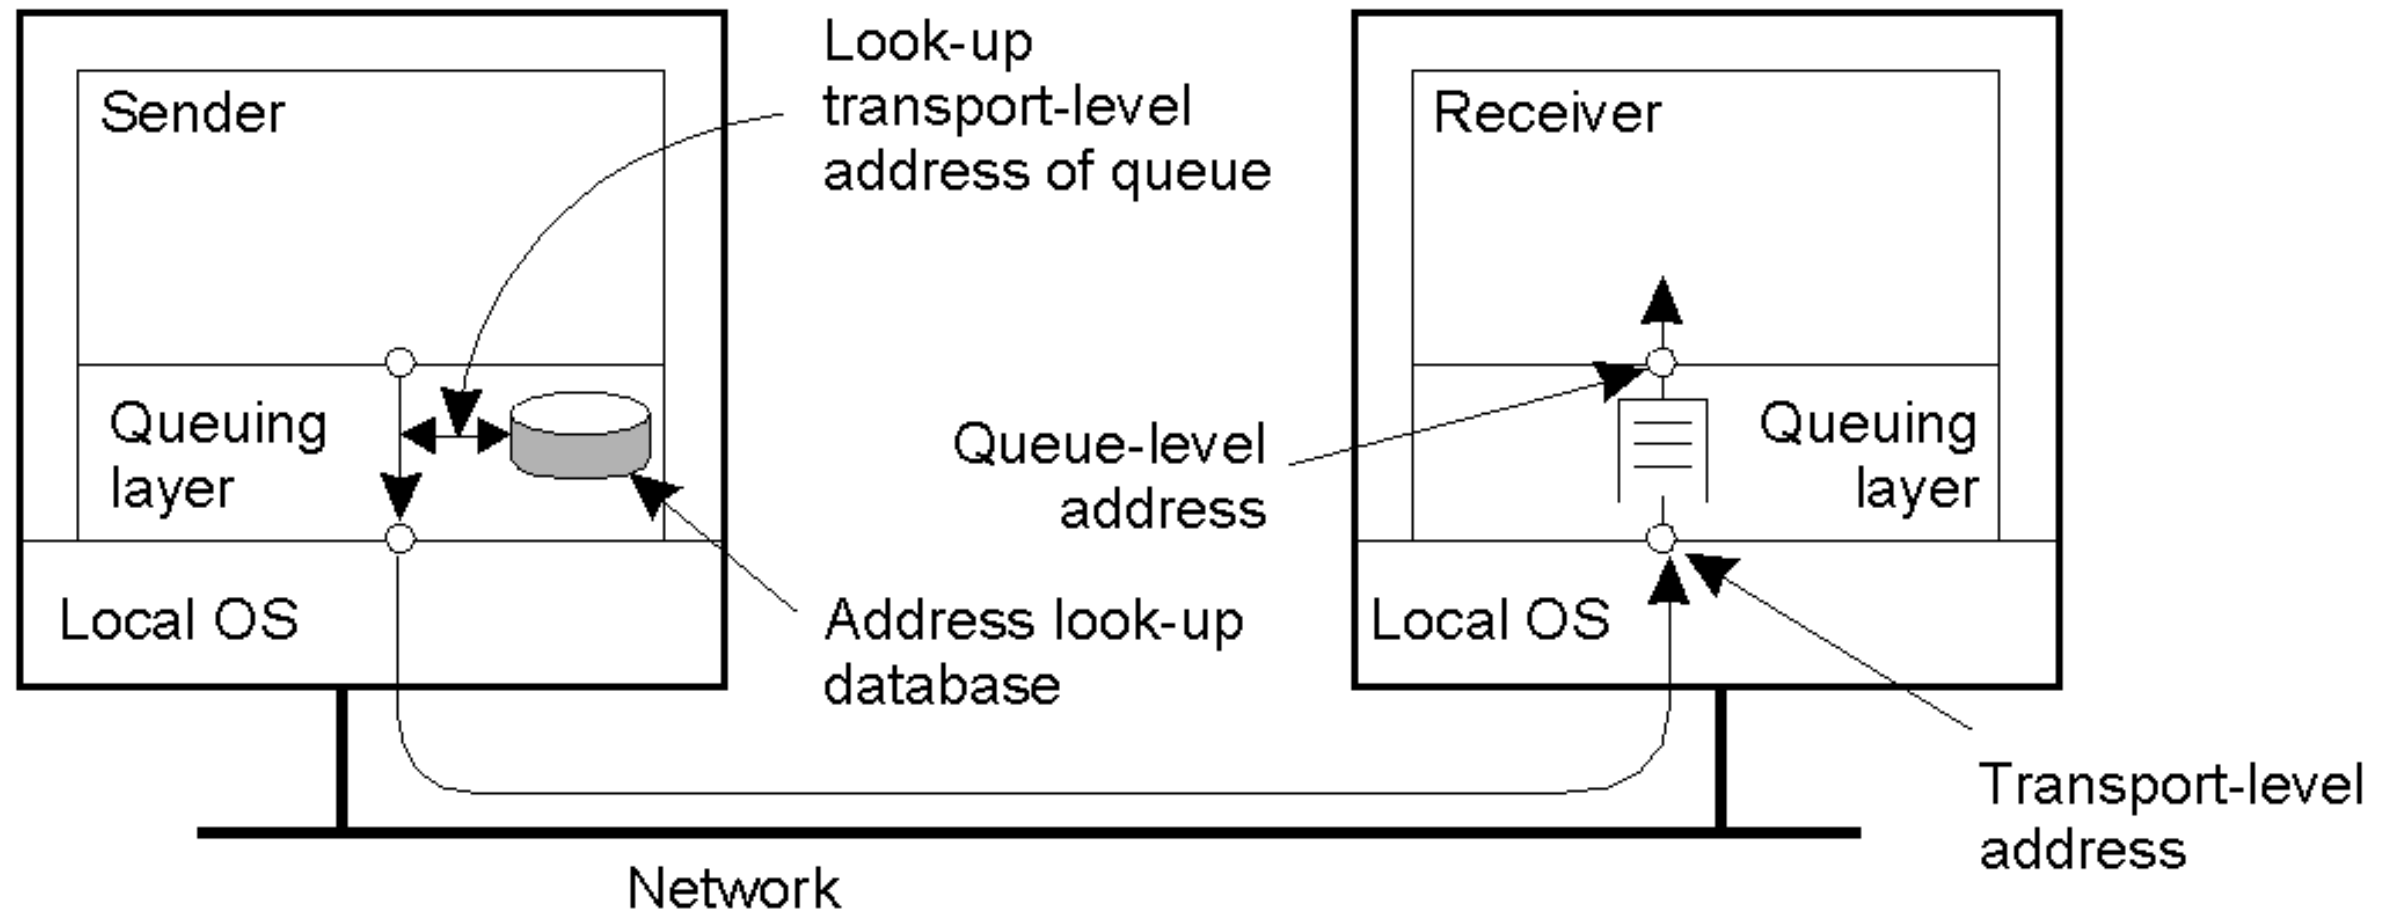 Sender
Look-up
transport-level
address of queue
Receiver
Queuing
layer
Queue-level
address
Queuing
layer
Local OS
Address look-up
database
Local OS
Transport-level
address
Network